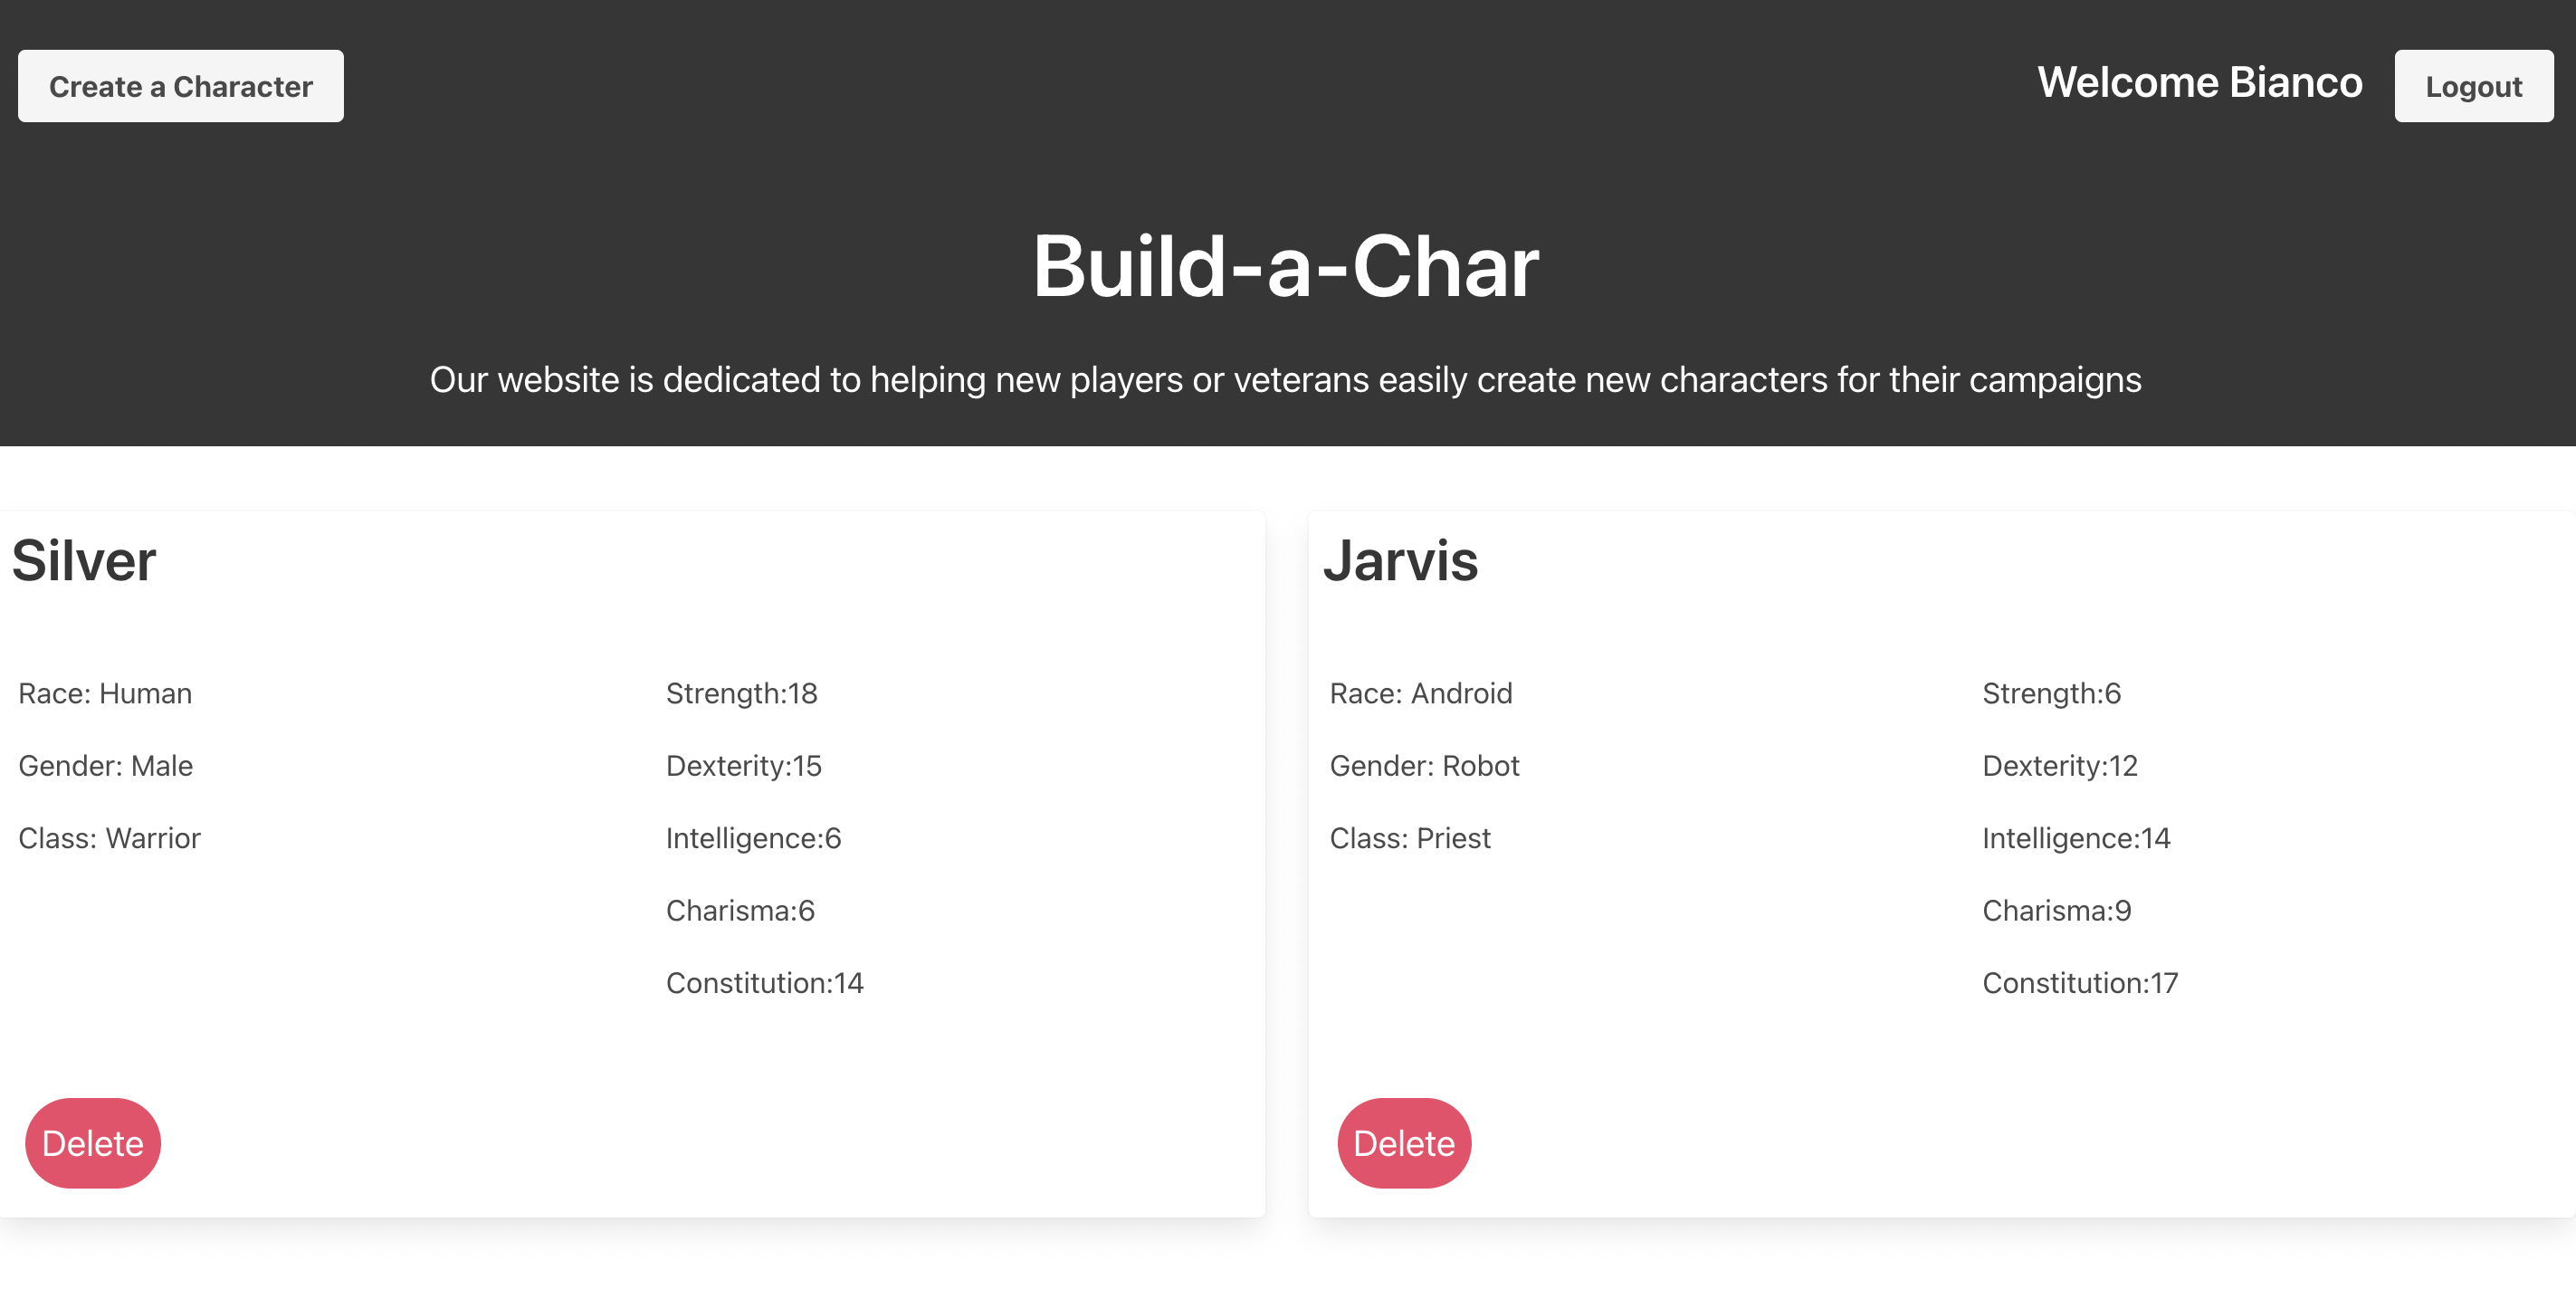 Create a Character
Welcome Bianco
Logout
Build-a-Char
Our website is dedicated to helping new players or veterans easily create new characters for their campaigns
Silver
Race: Human
Gender: Male
Class: Warrior
Strength:18
Dexterity:15
Intelligence:6
Charisma:6
Constitution:14
Delete
Jarvis
Race: Android
Gender: Robot
Class: Priest
Strength:6
Dexterity:12
Intelligence:14
Charisma:9
Constitution:17
Delete